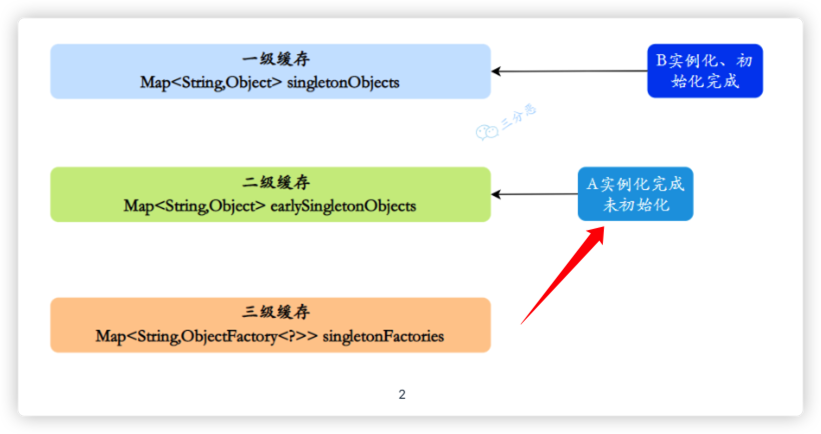 一级缓存
Map<String,Object> singletonObjects
B实例化、初
始化完成
三分恶
二级缓存
Map<String,Object> earlySingletonObjects
A实例化完成
未初始化
三级缓存
Map<String,ObjectFactory<?>> singletonFactories
2